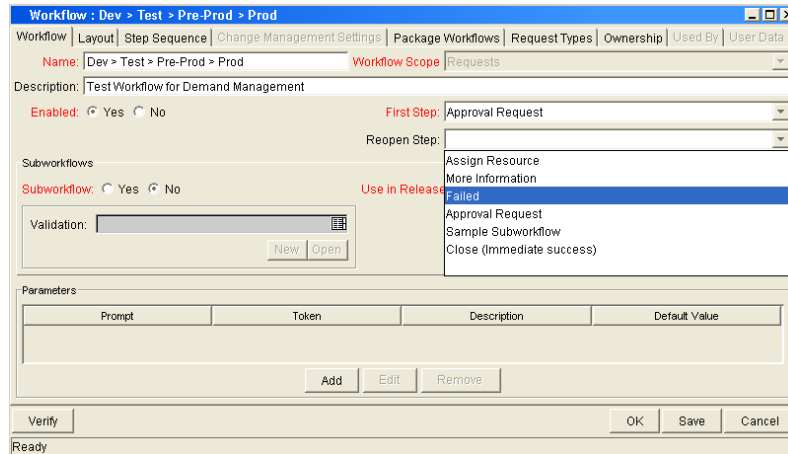 Workflow : Dev > Test > Pre-Prod > Prod
Workflow Layout Step Sequence Change Management Settings Package Workflows Request Types Ownership Used By User Data
Name: Dev > Test > Pre-Prod > Prod Workflow Scope Requests
Description: Test Workflow for Demand Management
Enabled: Yes No First Step: Approval Request
Reopen Step:
Subworkflows
Assign Resource
More Information
Subworkflow: Yes No Use in Release
Failed
Approval Request
Validation:
Sample Subworkflow
New Open
Close (Immediate success)
Parameters
Prompt Token Description Default Value
Add Edit Remove
Verify OK Save Cancel
Ready